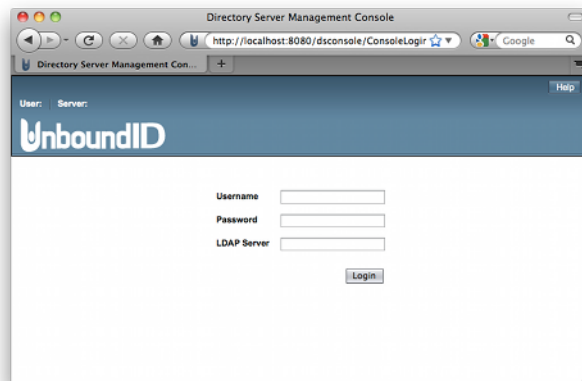 Directory Server Management Console
http://localhost:8080/dsconsole/ConsoleLogin
Google
Directory Server Management Con...
Help
User: Server:
UnboundID
Username
Password
LDAP Server
Login